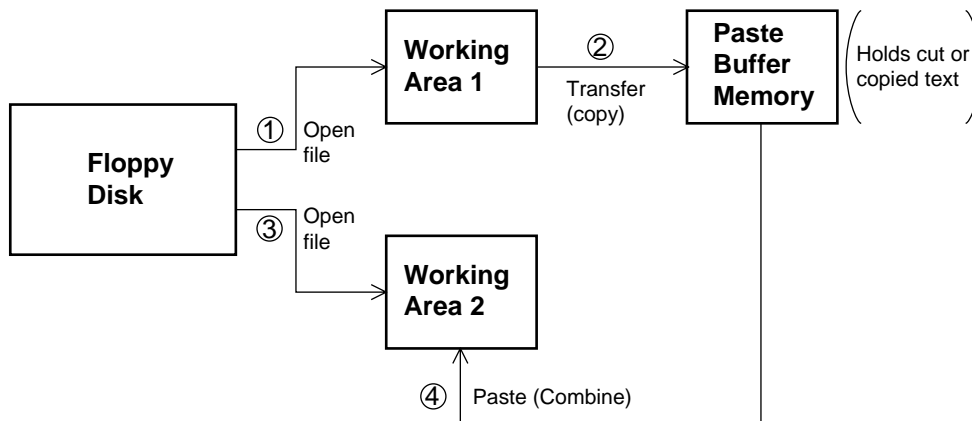 Floppy
Disk
①
Open
file
Working
Area 1
②
Transfer
(copy)
Paste
Buffer
Memory
Holds cut or
copied text
③
Open
file
Working
Area 2
④
Paste (Combine)